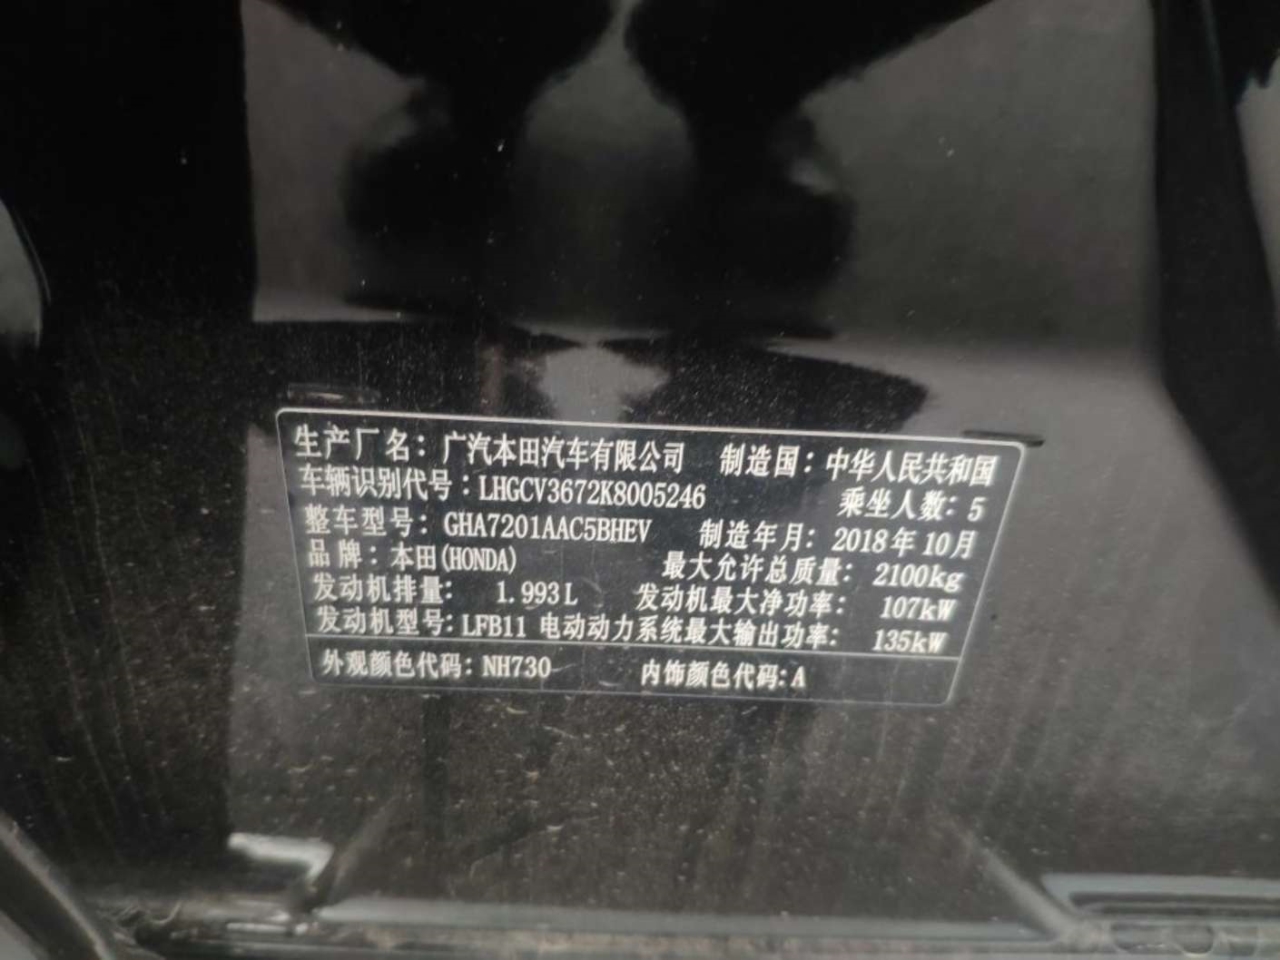 生产厂名：广汽本田汽车有限公司 制造国：中华人民共和国
车辆识别代号：LHGCV3672K8005246 乘坐人数：5
整车型号：GHA7201AAC5BHEV 制造年月：2018年10月
品牌：本田(HONDA) 最大允许总质量：2100kg
发动机排量：1.993L 发动机最大净功率：107kW
发动机型号：LFB11 电动动力系统最大输出功率：135kW
外观颜色代码：NH730 内饰颜色代码：A